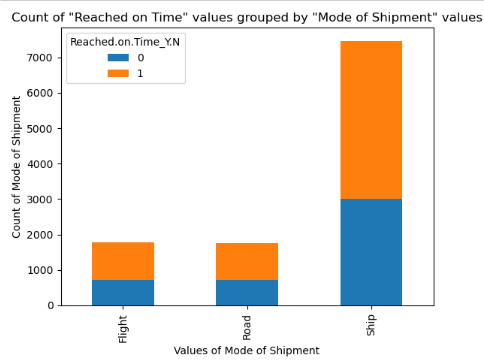 Count of "Reached on Time" values grouped by "Mode of Shipment" values
Reached.on.Time_Y.N
0
1
7000
6000
5000
4000
3000
2000
1000
0
Count of Mode of Shipment
Flight
Road
Ship
Values of Mode of Shipment